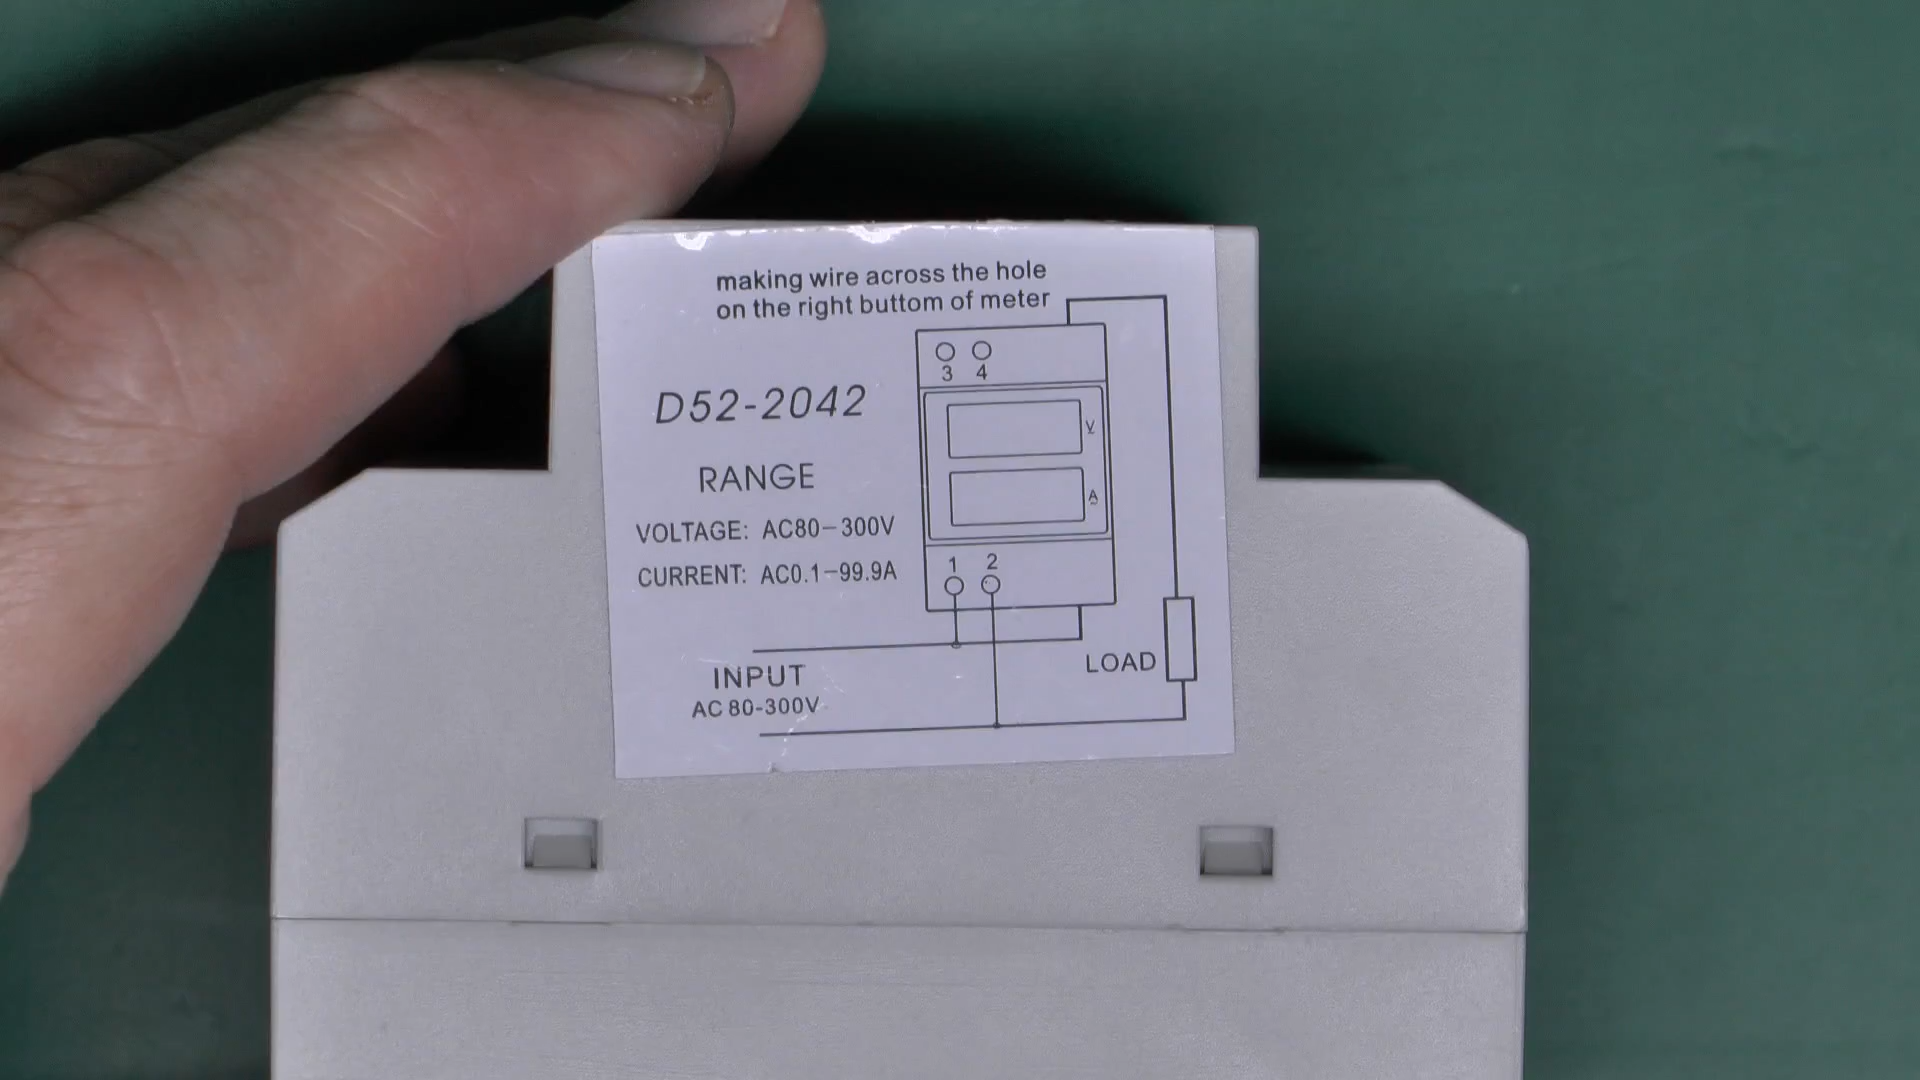 making wire across the hole
on the right buttom of meter
3 4
D52-2042
V
RANGE
A
VOLTAGE: AC80-300V
1 2
CURRENT: AC0.1-99.9A
LOAD
INPUT
AC 80-300V